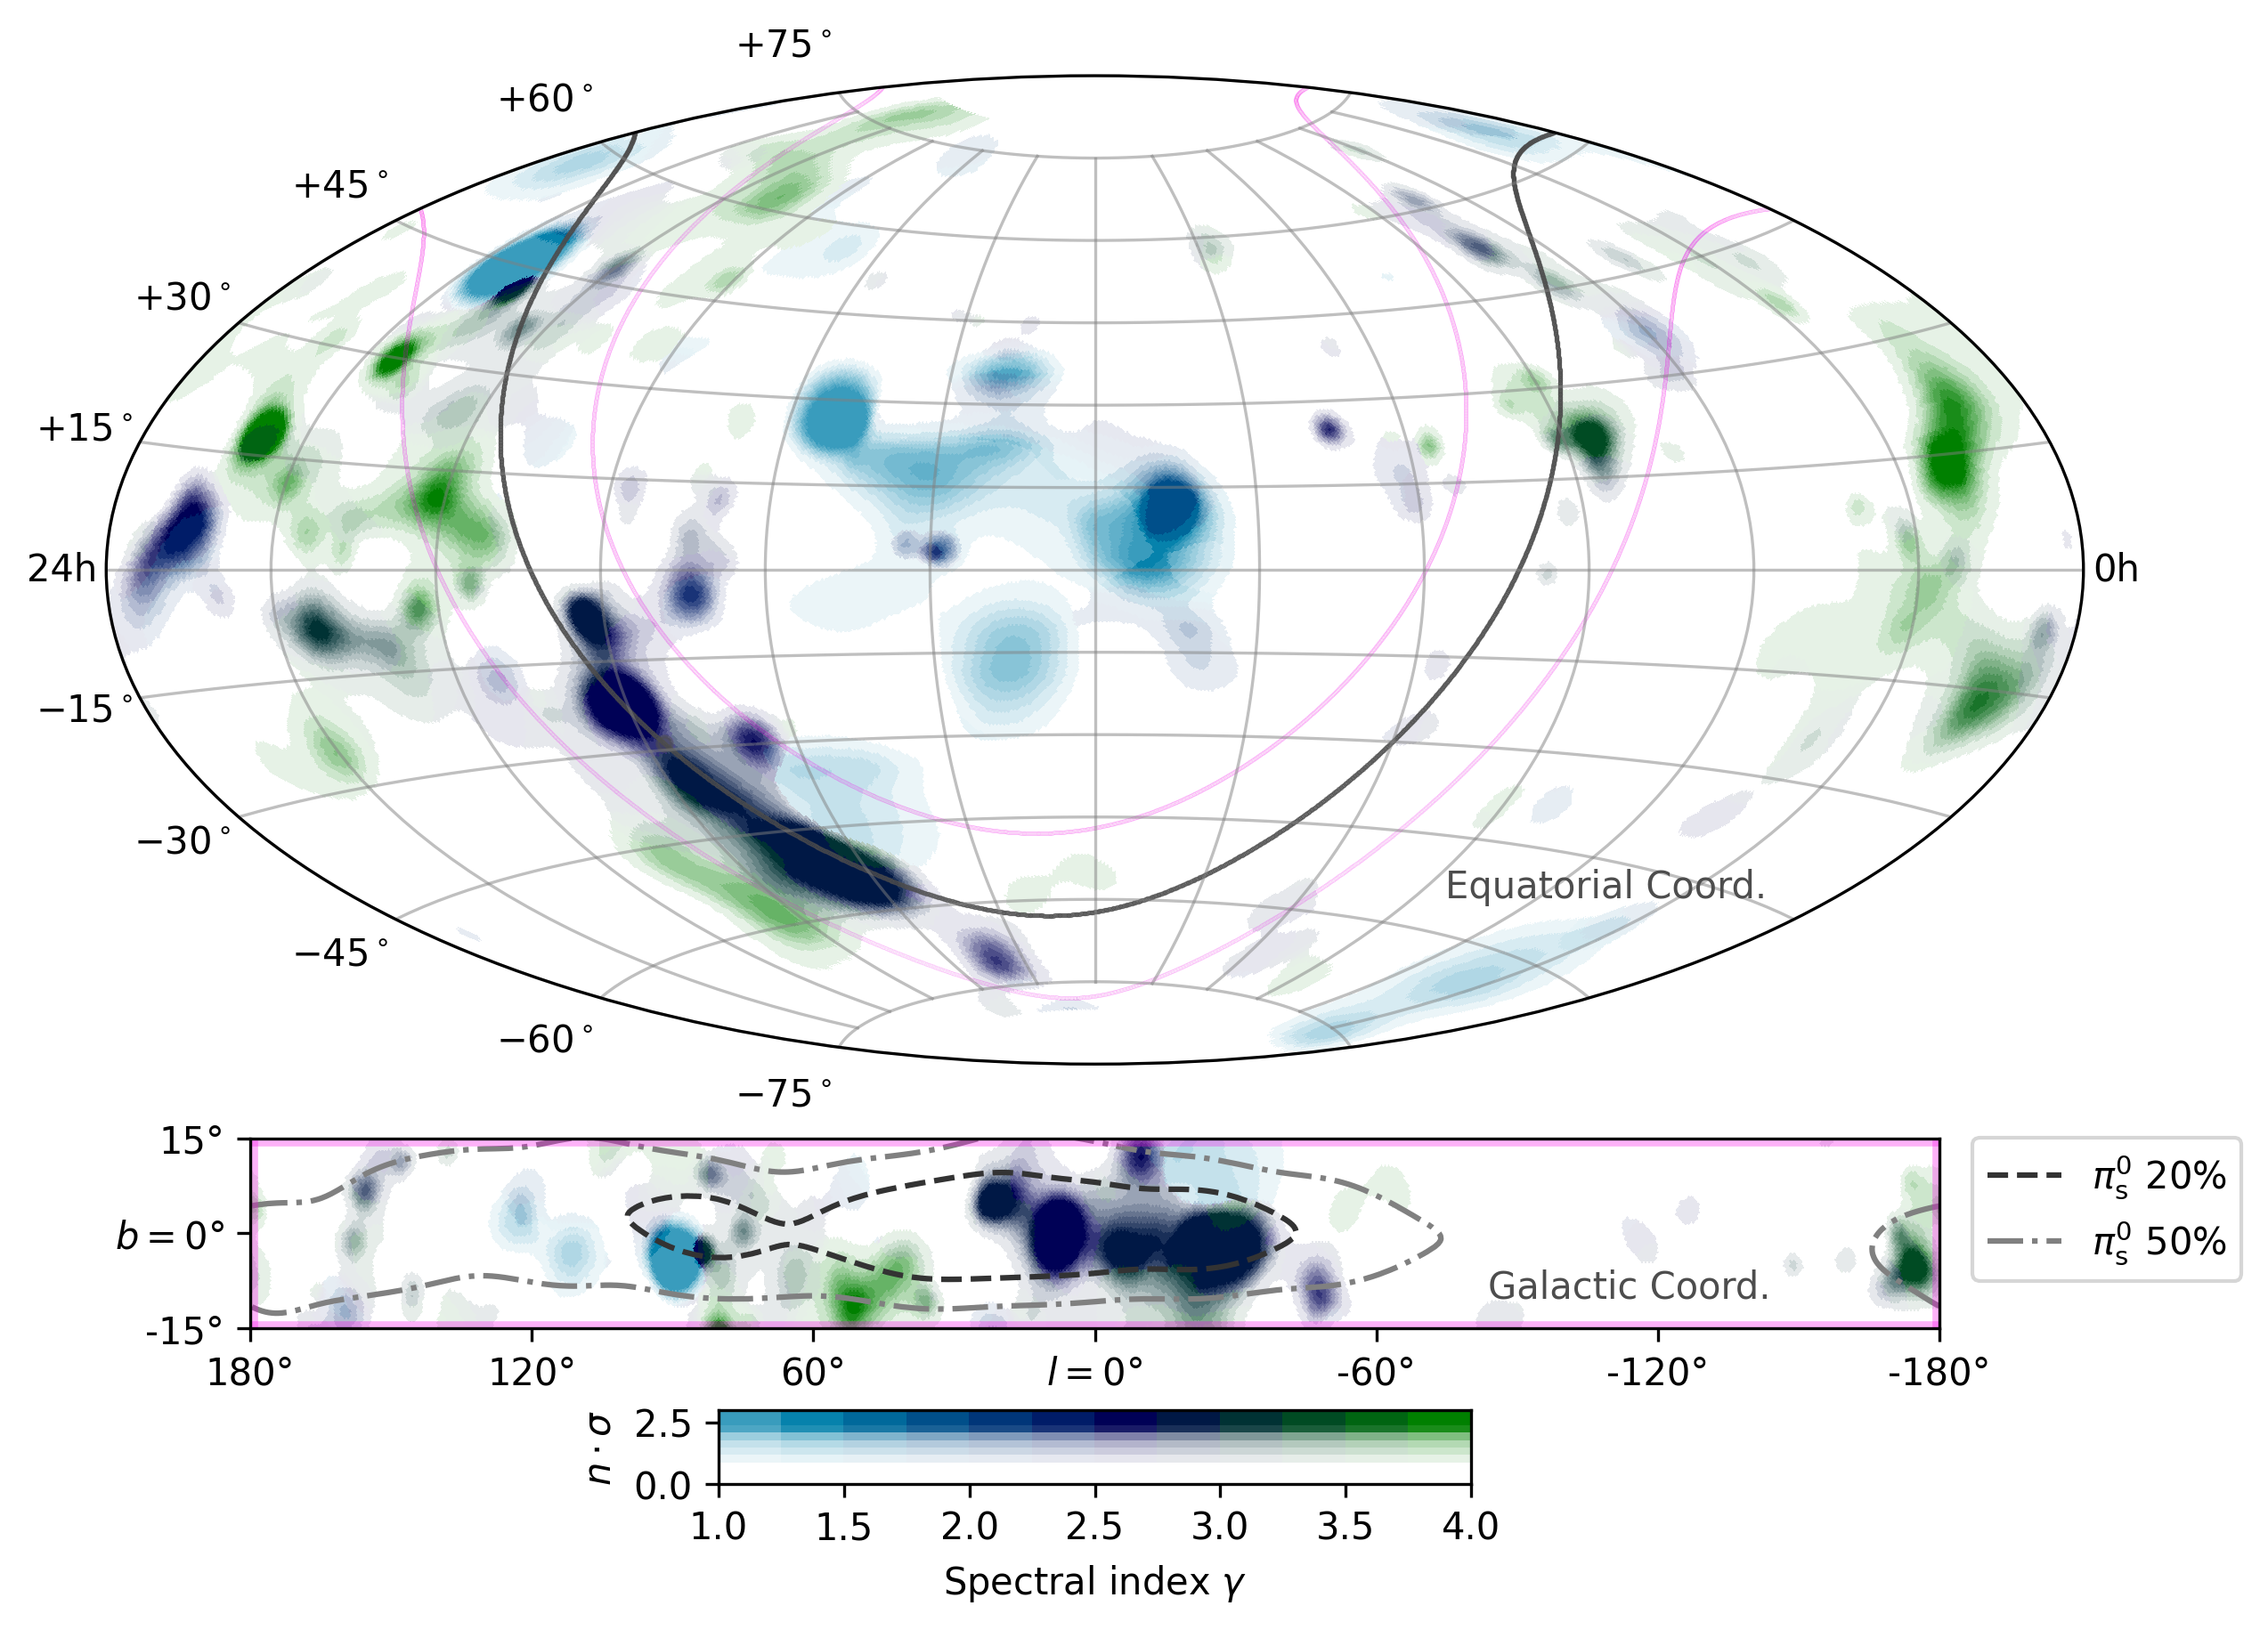 +75°
+60°
+45°
+30°
+15°
24h
0h
−15°
−30°
−45°
−60°
−75°
Equatorial Coord.
15°
b = 0°
-15°
Galactic Coord.
180° 120° 60° l = 0° -60° -120° -180°
π⁰ₛ 20%
π⁰ₛ 50%
n · σ
2.5
0.0
1.0 1.5 2.0 2.5 3.0 3.5 4.0
Spectral index γ